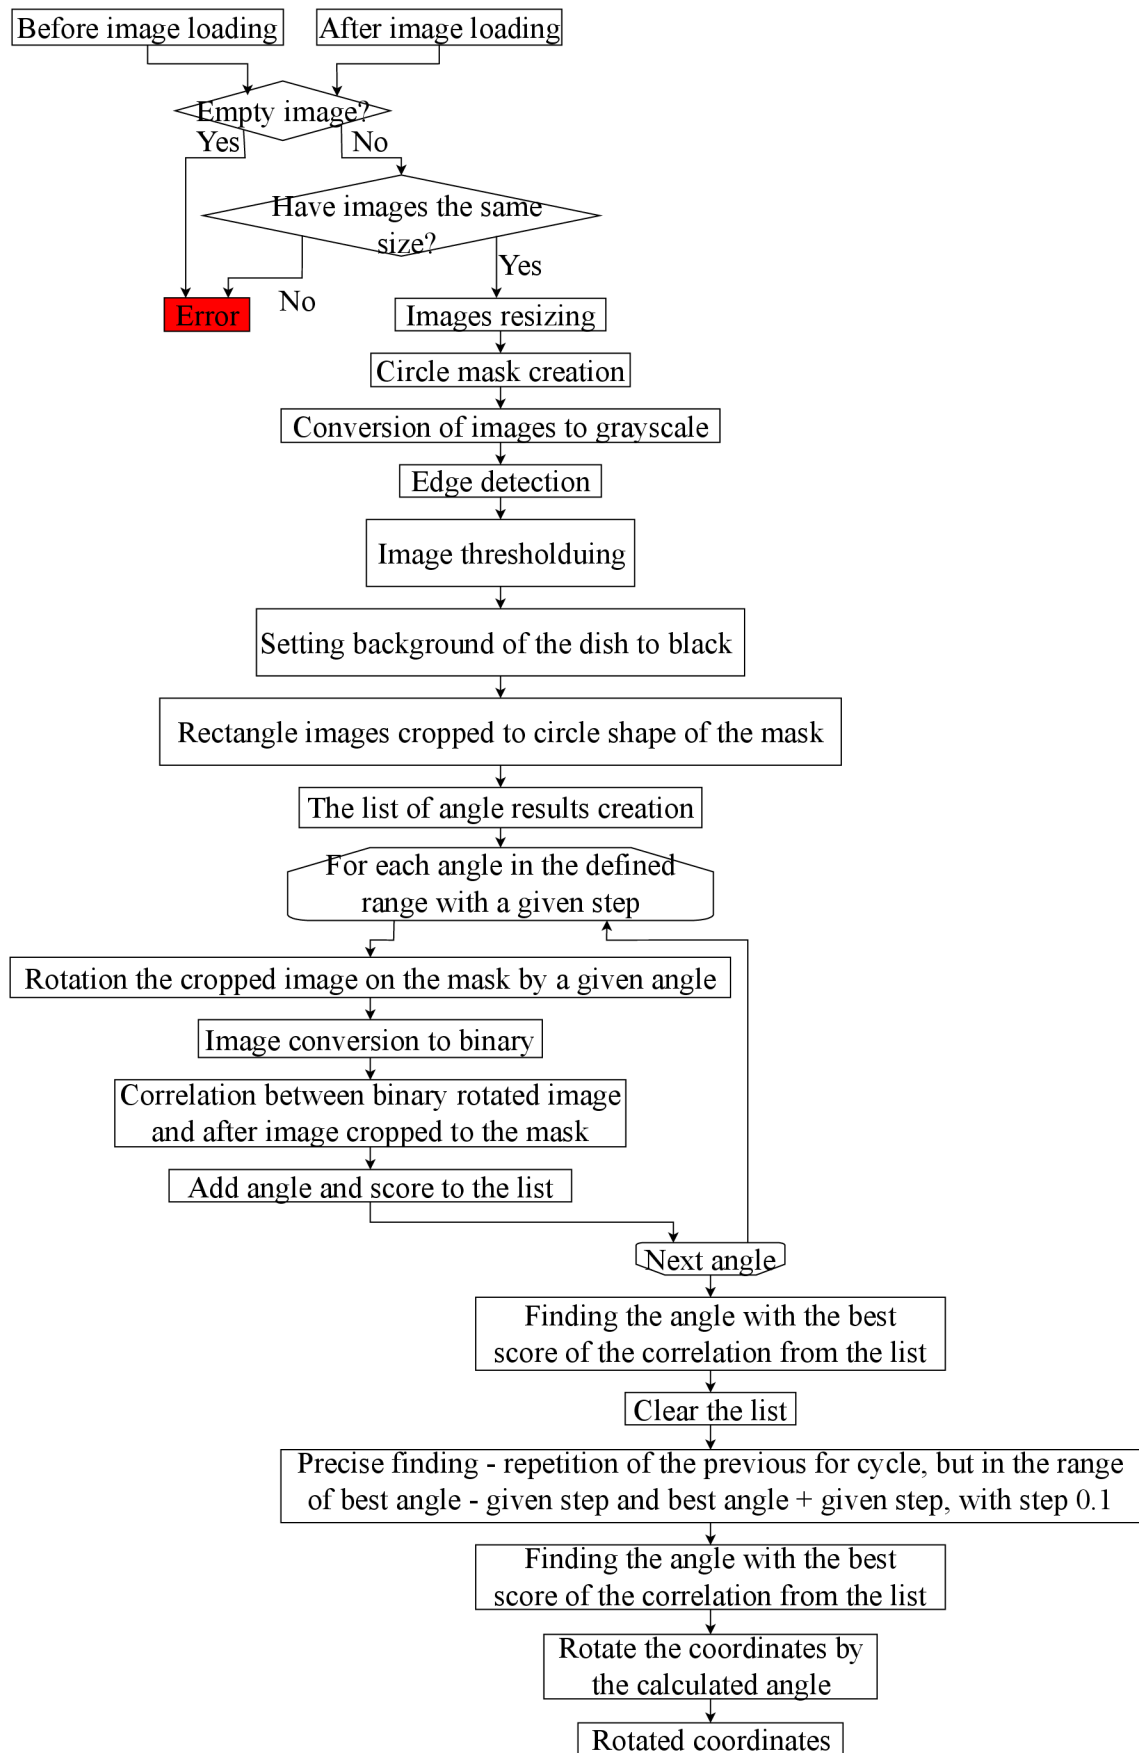 Before image loading
After image loading
Empty image?
Yes
No
Have images the same
size?
Yes
No
Error
Images resizing
Circle mask creation
Conversion of images to grayscale
Edge detection
Image thresholduing
Setting background of the dish to black
Rectangle images cropped to circle shape of the mask
The list of angle results creation
For each angle in the defined
range with a given step
Rotation the cropped image on the mask by a given angle
Image conversion to binary
Correlation between binary rotated image
and after image cropped to the mask
Add angle and score to the list
Next angle
Finding the angle with the best
score of the correlation from the list
Clear the list
Precise finding - repetition of the previous for cycle, but in the range
of best angle - given step and best angle + given step, with step 0.1
Finding the angle with the best
score of the correlation from the list
Rotate the coordinates by
the calculated angle
Rotated coordinates